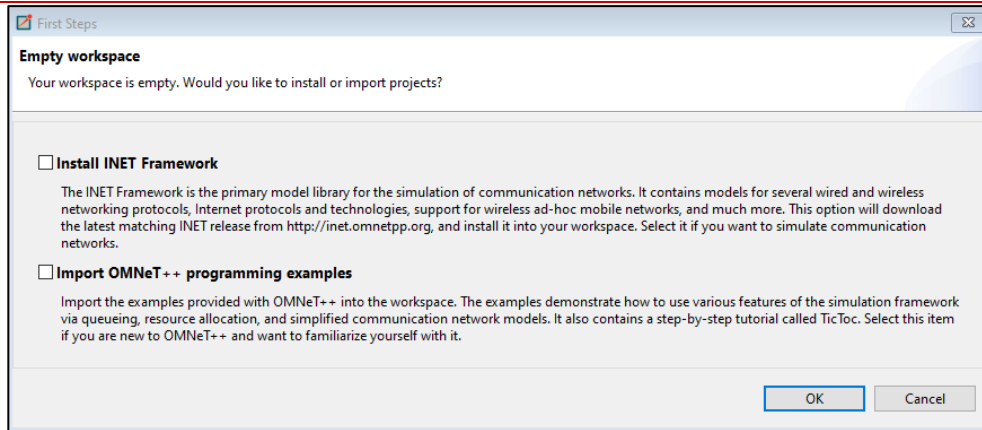 First Steps
Empty workspace
Your workspace is empty. Would you like to install or import projects?
Install INET Framework
The INET Framework is the primary model library for the simulation of communication networks. It contains models for several wired and wireless
networking protocols, Internet protocols and technologies, support for wireless ad-hoc mobile networks, and much more. This option will download
the latest matching INET release from http://inet.omnetpp.org, and install it into your workspace. Select it if you want to simulate communication
networks.
Import OMNeT++ programming examples
Import the examples provided with OMNeT++ into the workspace. The examples demonstrate how to use various features of the simulation framework
via queueing, resource allocation, and simplified communication network models. It also contains a step-by-step tutorial called TicToc. Select this item
if you are new to OMNeT++ and want to familiarize yourself with it.
OK Cancel